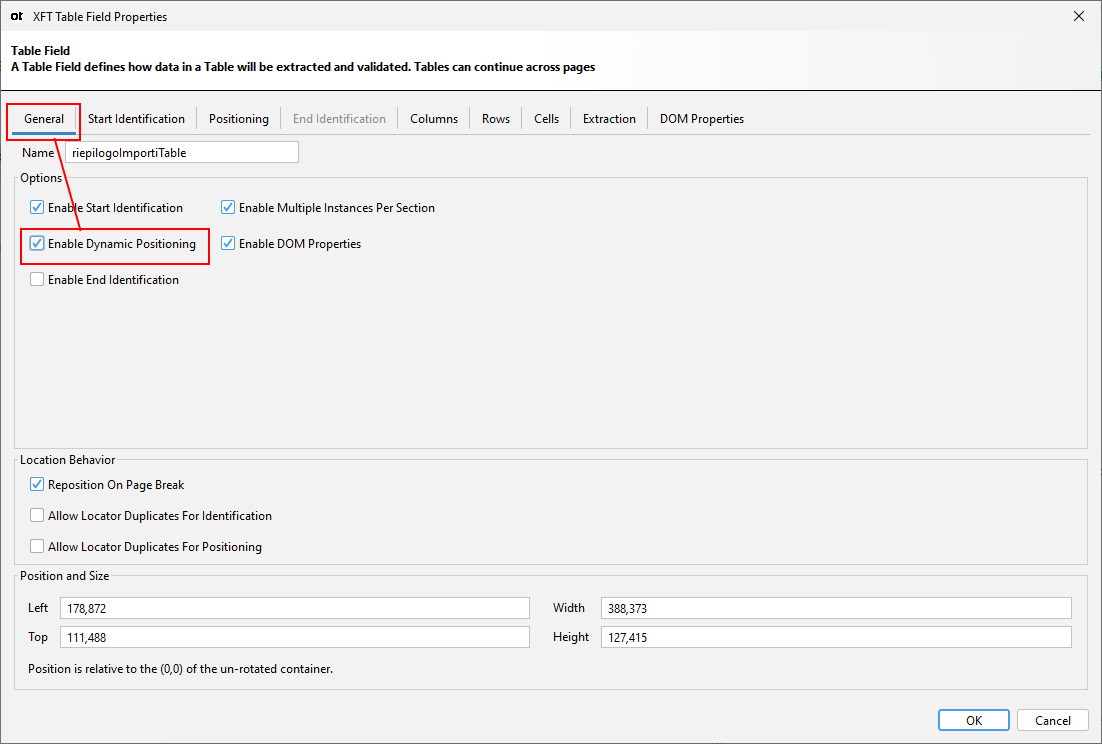 ot XFT Table Field Properties
Table Field
A Table Field defines how data in a Table will be extracted and validated. Tables can continue across pages
General Start Identification Positioning End Identification Columns Rows Cells Extraction DOM Properties
Name riepilogoImportiTable
Options
Enable Start Identification Enable Multiple Instances Per Section
Enable Dynamic Positioning Enable DOM Properties
Enable End Identification
Location Behavior
Reposition On Page Break
Allow Locator Duplicates For Identification
Allow Locator Duplicates For Positioning
Position and Size
Left 178,872 Width 388,373
Top 111,488 Height 127,415
Position is relative to the (0,0) of the un-rotated container.
OK Cancel